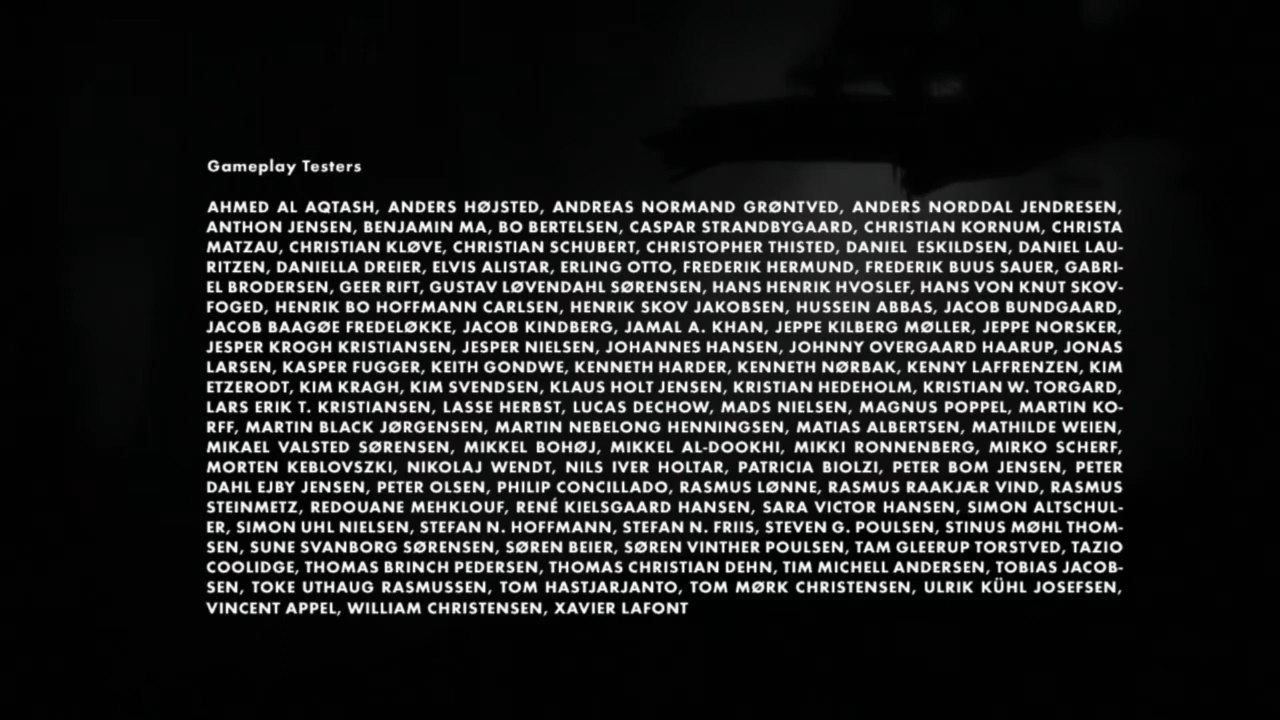 Gameplay Testers
AHMED AL AQTASH, ANDERS HØJSTED, ANDREAS NORMAND GRØNTVED, ANDERS NORDDAL JENDRESEN,
ANTHON JENSEN, BENJAMIN MA, BO BERTELSEN, CASPAR STRANDBYGAARD, CHRISTIAN KORNUM, CHRISTA
MATZAU, CHRISTIAN KLØVE, CHRISTIAN SCHUBERT, CHRISTOPHER THISTED, DANIEL ESKILDSEN, DANIEL LAU-
RITZEN, DANIELLA DREIER, ELVIS ALISTAR, ERLING OTTO, FREDERIK HERMUND, FREDERIK BUUS SAUER, GABRI-
EL BRODERSEN, GEER RIFT, GUSTAV LØVENDAHL SØRENSEN, HANS HENRIK HVOSLEF, HANS VON KNUT SKOV-
FOGED, HENRIK BO HOFFMANN CARLSEN, HENRIK SKOV JAKOBSEN, HUSSEIN ABBAS, JACOB BUNDGAARD,
JACOB BAAGØE FREDELØKKE, JACOB KINDBERG, JAMAL A. KHAN, JEPPE KILBERG MØLLER, JEPPE NORSKER,
JESPER KROGH KRISTIANSEN, JESPER NIELSEN, JOHANNES HANSEN, JOHNNY OVERGAARD HAARUP, JONAS
LARSEN, KASPER FUGGER, KEITH GONDWE, KENNETH HARDER, KENNETH NØRBAK, KENNY LAFFRENZEN, KIM
ETZERODT, KIM KRAGH, KIM SVENDSEN, KLAUS HOLT JENSEN, KRISTIAN HEDEHOLM, KRISTIAN W. TORGARD,
LARS ERIK T. KRISTIANSEN, LASSE HERBST, LUCAS DECHOW, MADS NIELSEN, MAGNUS POPPEL, MARTIN KO-
RFF, MARTIN BLACK JØRGENSEN, MARTIN NEBELONG HENNINGSEN, MATIAS ALBERTSEN, MATHILDE WEIEN,
MIKAEL VALSTED SØRENSEN, MIKKEL BOHØJ, MIKKEL AL-DOOKHI, MIKKI RONNENBERG, MIRKO SCHERF,
MORTEN KEBLOVSZKI, NIKOLAJ WENDT, NILS IVER HOLTAR, PATRICIA BIOLZI, PETER BOM JENSEN, PETER
DAHL EJBY JENSEN, PETER OLSEN, PHILIP CONCILLADO, RASMUS LØNNE, RASMUS RAAKJÆR VIND, RASMUS
STEINMETZ, REDOUANE MEHKLOUF, RENÉ KIELSGAARD HANSEN, SARA VICTOR HANSEN, SIMON ALTSCHUL-
ER, SIMON UHL NIELSEN, STEFAN N. HOFFMANN, STEFAN N. FRIIS, STEVEN G. POULSEN, STINUS MØHL THOM-
SEN, SUNE SVANBORG SØRENSEN, SØREN BEIER, SØREN VINTHER POULSEN, TAM GLEERUP TORSTVED, TAZIO
COOLIDGE, THOMAS BRINCH PEDERSEN, THOMAS CHRISTIAN DEHN, TIM MICHELL ANDERSEN, TOBIAS JACOB-
SEN, TOKE UTHAUG RASMUSSEN, TOM HASTJARJANTO, TOM MØRK CHRISTENSEN, ULRIK KÜHL JOSEFSEN,
VINCENT APPEL, WILLIAM CHRISTENSEN, XAVIER LAFONT